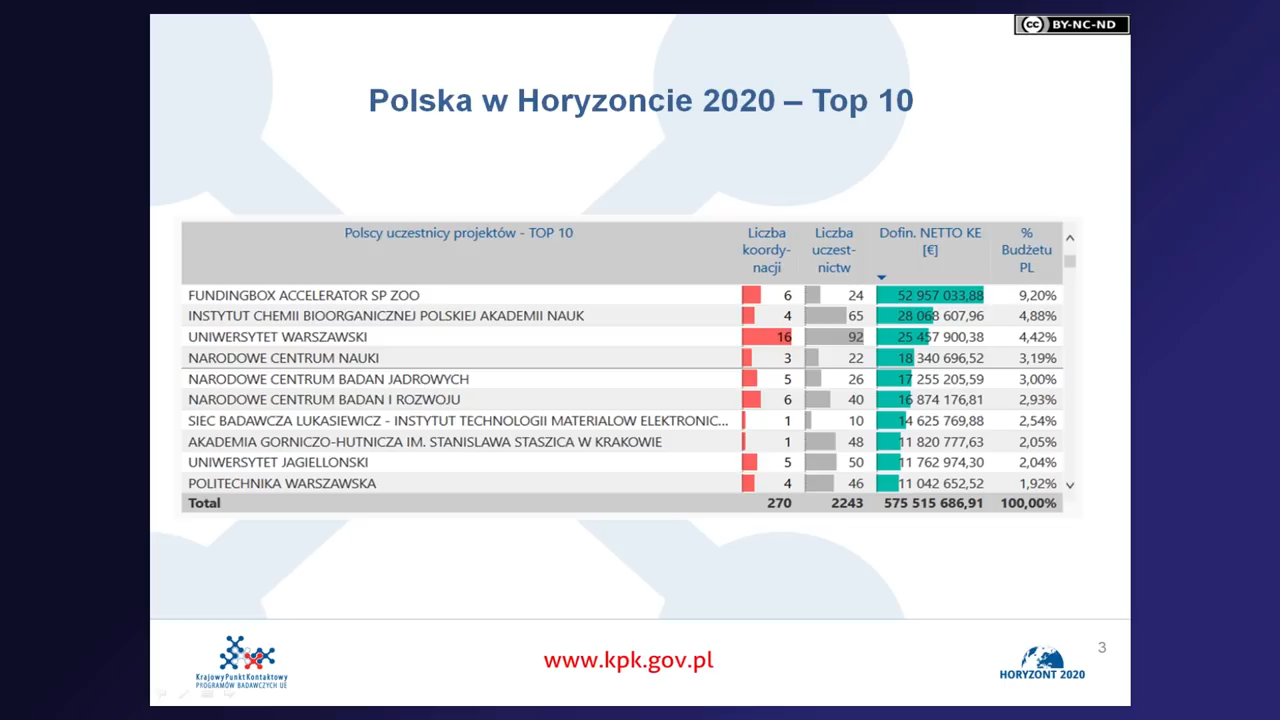 cc BY-NC-ND
Polska w Horyzoncie 2020 – Top 10
Polscy uczestnicy projektów - TOP 10 Liczba koordy-nacji Liczba uczest-nictw Dofin. NETTO KE [€] % Budżetu PL
FUNDINGBOX ACCELERATOR SP ZOO 6 24 52 957 033,88 9,20%
INSTYTUT CHEMII BIOORGANICZNEJ POLSKIEJ AKADEMII NAUK 4 65 28 068 607,96 4,88%
UNIWERSYTET WARSZAWSKI 16 92 25 457 900,38 4,42%
NARODOWE CENTRUM NAUKI 3 22 18 340 696,52 3,19%
NARODOWE CENTRUM BADAN JADROWYCH 5 26 17 255 205,59 3,00%
NARODOWE CENTRUM BADAN I ROZWOJU 6 40 16 874 176,81 2,93%
SIEC BADAWCZA LUKASIEWICZ - INSTYTUT TECHNOLOGII MATERIALOW ELEKTRONIC... 1 10 14 625 769,88 2,54%
AKADEMIA GORNICZO-HUTNICZA IM. STANISLAWA STASZICA W KRAKOWIE 1 48 11 820 777,63 2,05%
UNIWERSYTET JAGIELLONSKI 5 50 11 762 974,30 2,04%
POLITECHNIKA WARSZAWSKA 4 46 11 042 652,52 1,92%
Total 270 2243 575 515 686,91 100,00%
Krajowy Punkt Kontaktowy
PROGRAMÓW BADAWCZYCH UE
www.kpk.gov.pl
HORYZONT 2020
3